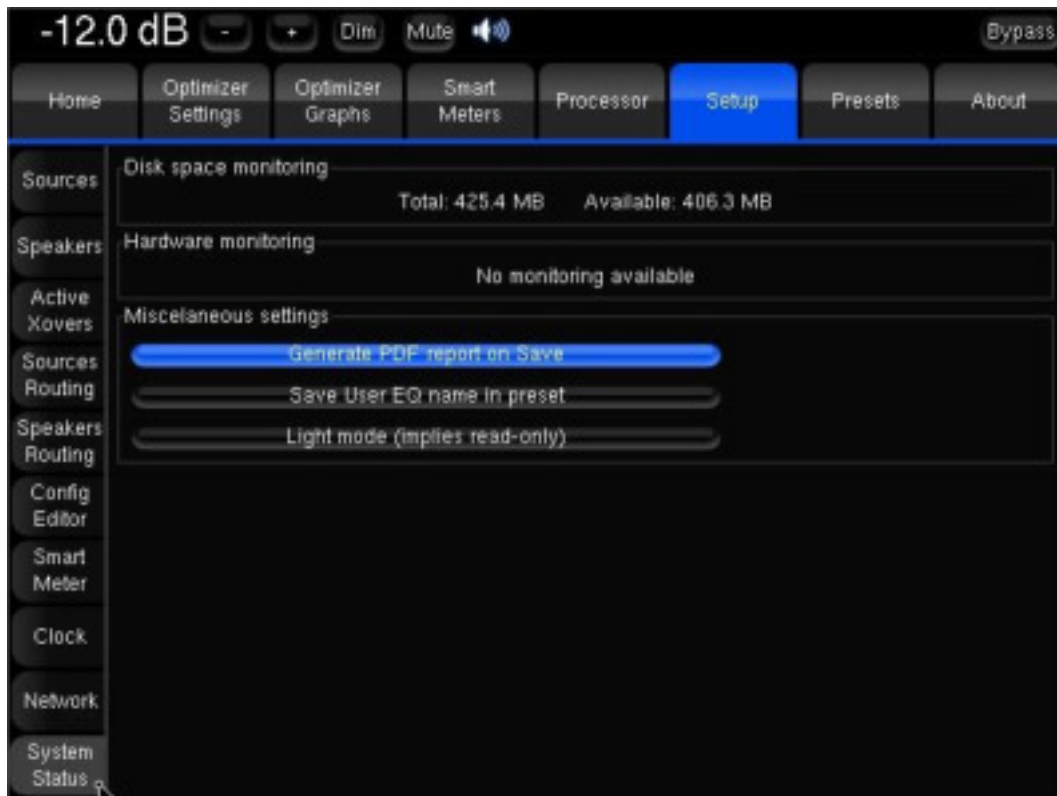 -12.0 dB - + Dim Mute Bypass
Home
Optimizer
Settings
Optimizer
Graphs
Smart
Meters
Processor
Setup
Presets
About
Sources
Speakers
Active
Xovers
Sources
Routing
Speakers
Routing
Config
Editor
Smart
Meter
Clock
Network
System
Status
Disk space monitoring
Total: 425.4 MB Available: 406.3 MB
Hardware monitoring
No monitoring available
Miscelaneous settings
Generate PDF report on Save
Save User EQ name in preset
Light mode (implies read-only)